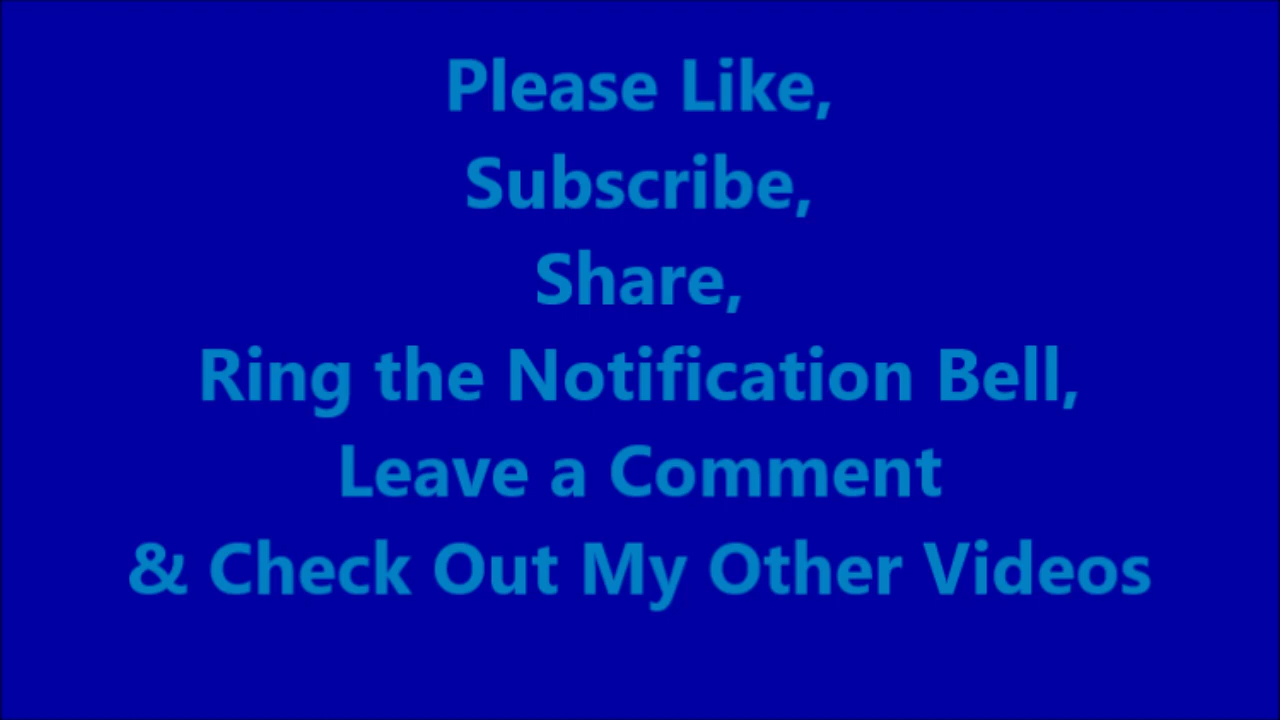 Please Like,
Subscribe,
Share,
Ring the Notification Bell,
Leave a Comment
& Check Out My Other Videos